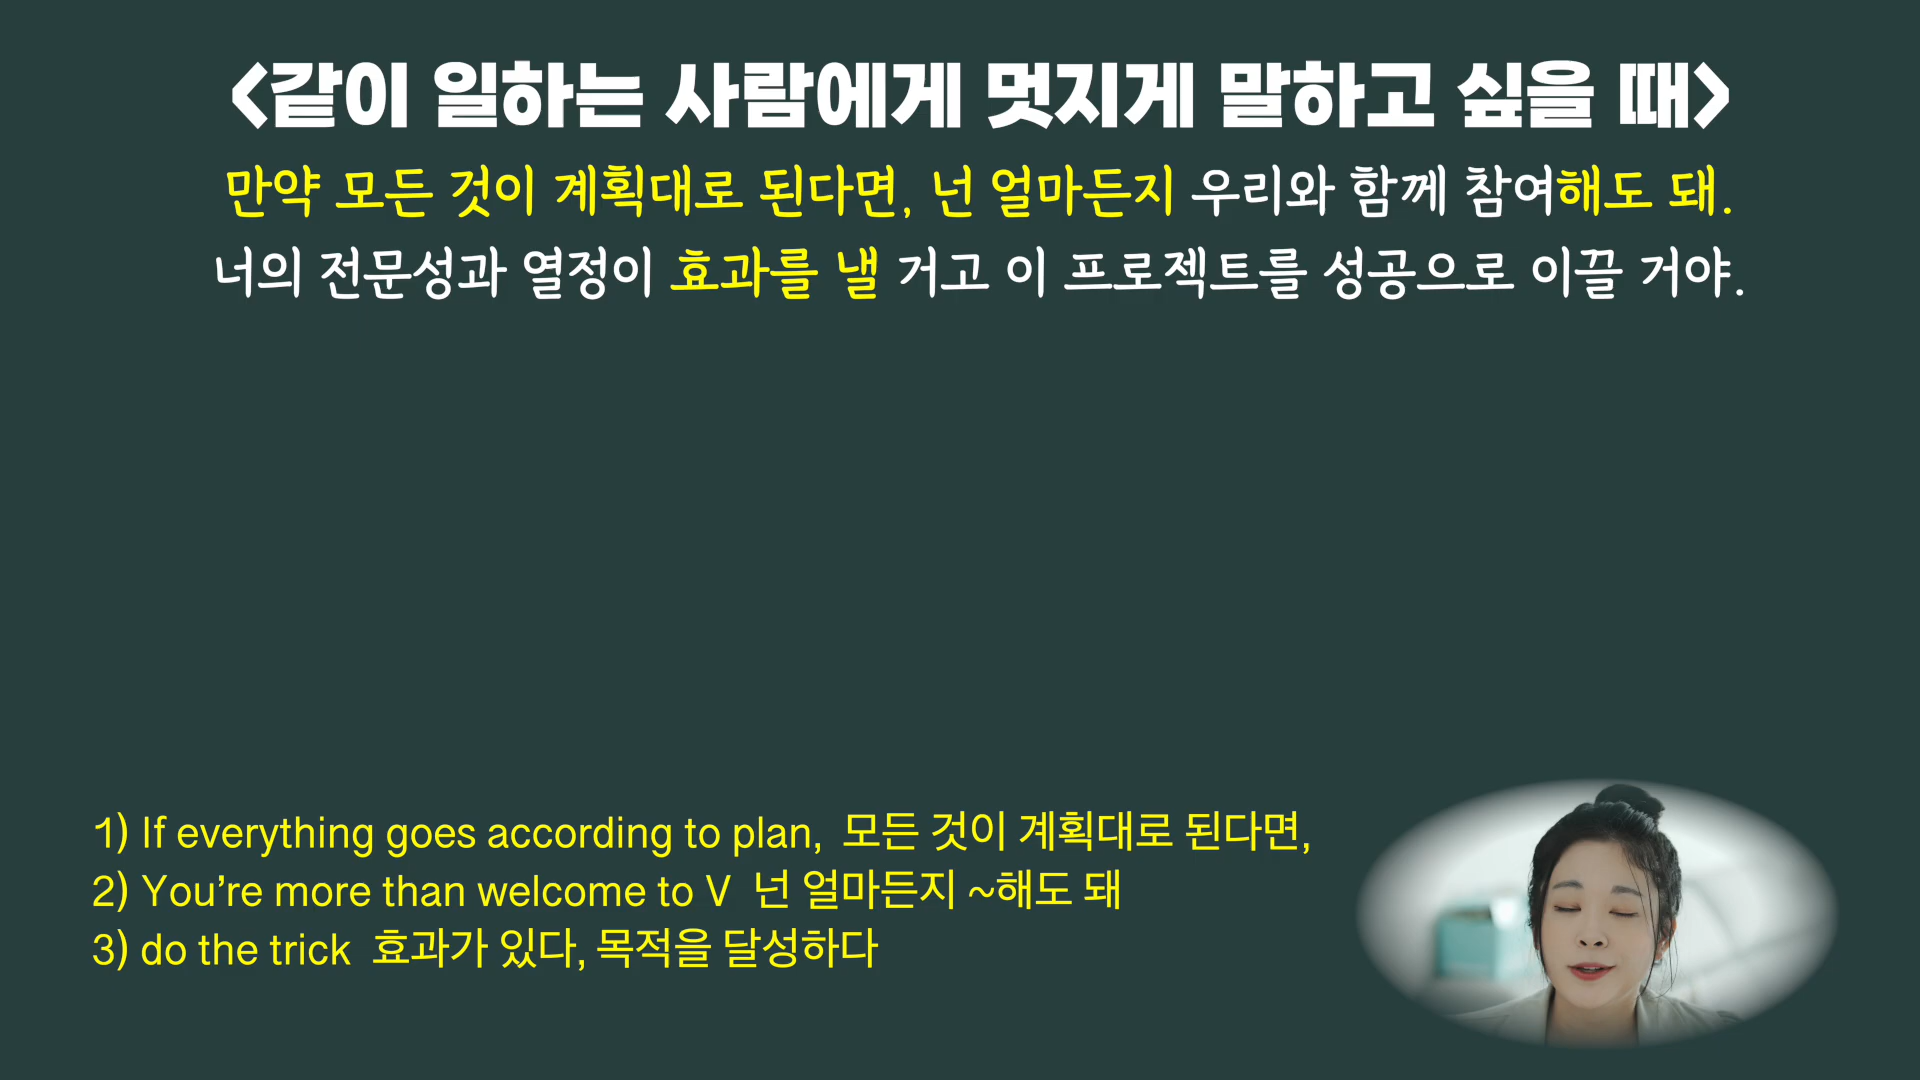 <같이 일하는 사람에게 멋지게 말하고 싶을 때>
만약 모든 것이 계획대로 된다면, 넌 얼마든지 우리와 함께 참여해도 돼.
너의 전문성과 열정이 효과를 낼 거고 이 프로젝트를 성공으로 이끌 거야.
1) If everything goes according to plan, 모든 것이 계획대로 된다면,
2) You’re more than welcome to V 넌 얼마든지 ~해도 돼
3) do the trick 효과가 있다, 목적을 달성하다